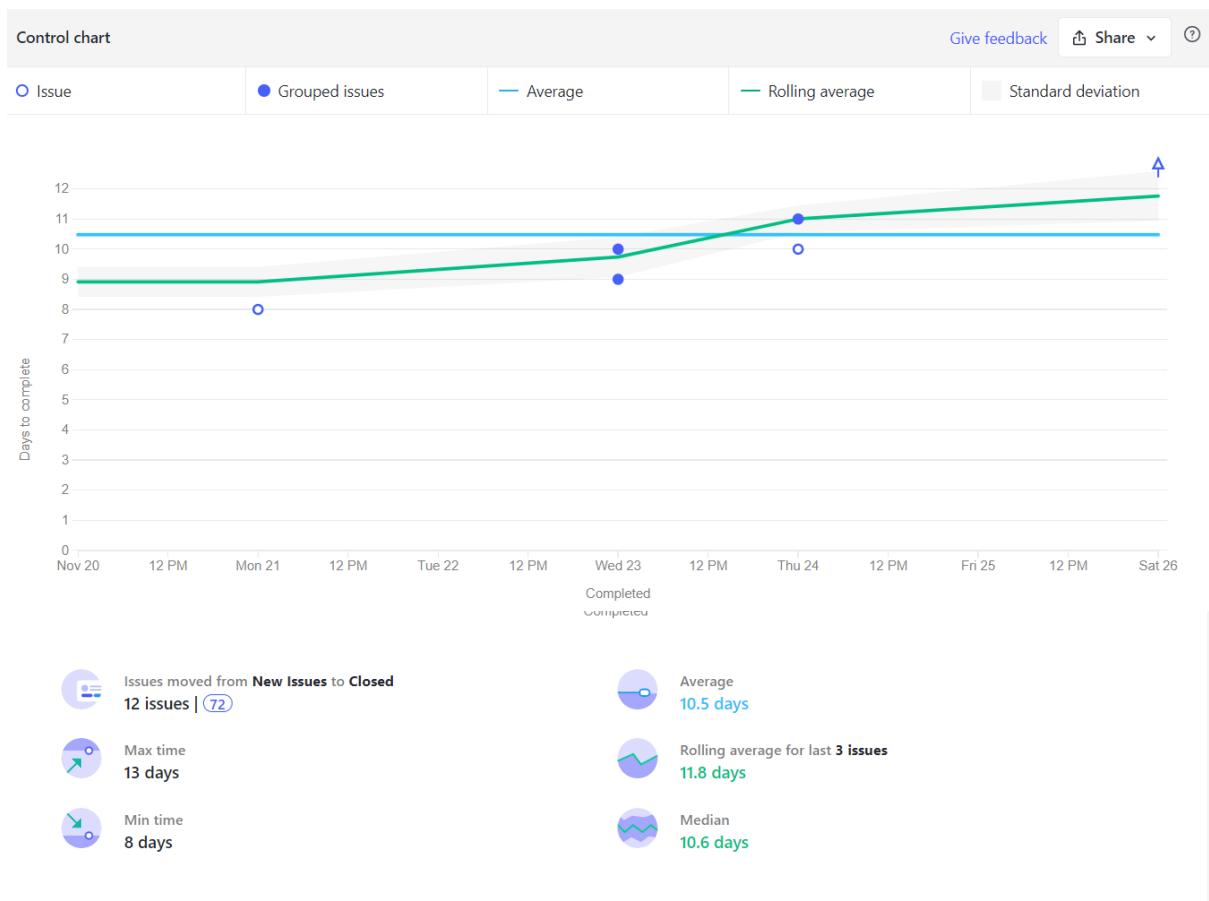 Control chart
Give feedback
Share
?
Issue
Grouped issues
Average
Rolling average
Standard deviation
12
11
10
9
8
7
6
5
4
3
2
1
0
Days to complete
Nov 20 12 PM Mon 21 12 PM Tue 22 12 PM Wed 23 12 PM Thu 24 12 PM Fri 25 12 PM Sat 26
Completed
Completed
Issues moved from New Issues to Closed
12 issues | 72
Average
10.5 days
Max time
13 days
Rolling average for last 3 issues
11.8 days
Min time
8 days
Median
10.6 days